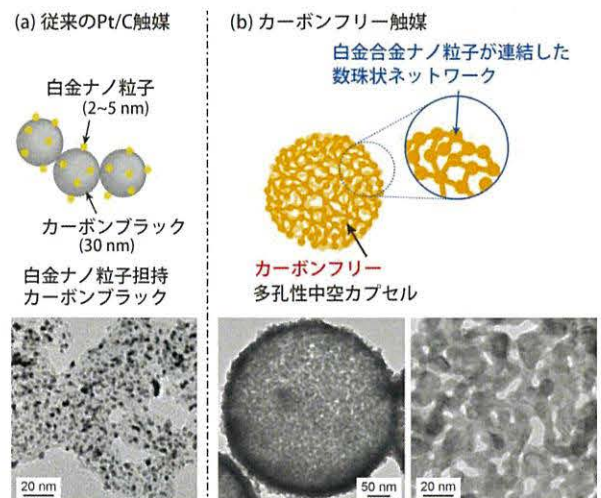 (a) 従来のPt/C触媒
白金ナノ粒子
(2~5 nm)
カーボンブラック
(30 nm)
白金ナノ粒子担持
カーボンブラック
20 nm
(b) カーボンフリー触媒
白金合金ナノ粒子が連結した
数珠状ネットワーク
カーボンフリー
多孔性中空カプセル
50 nm
20 nm